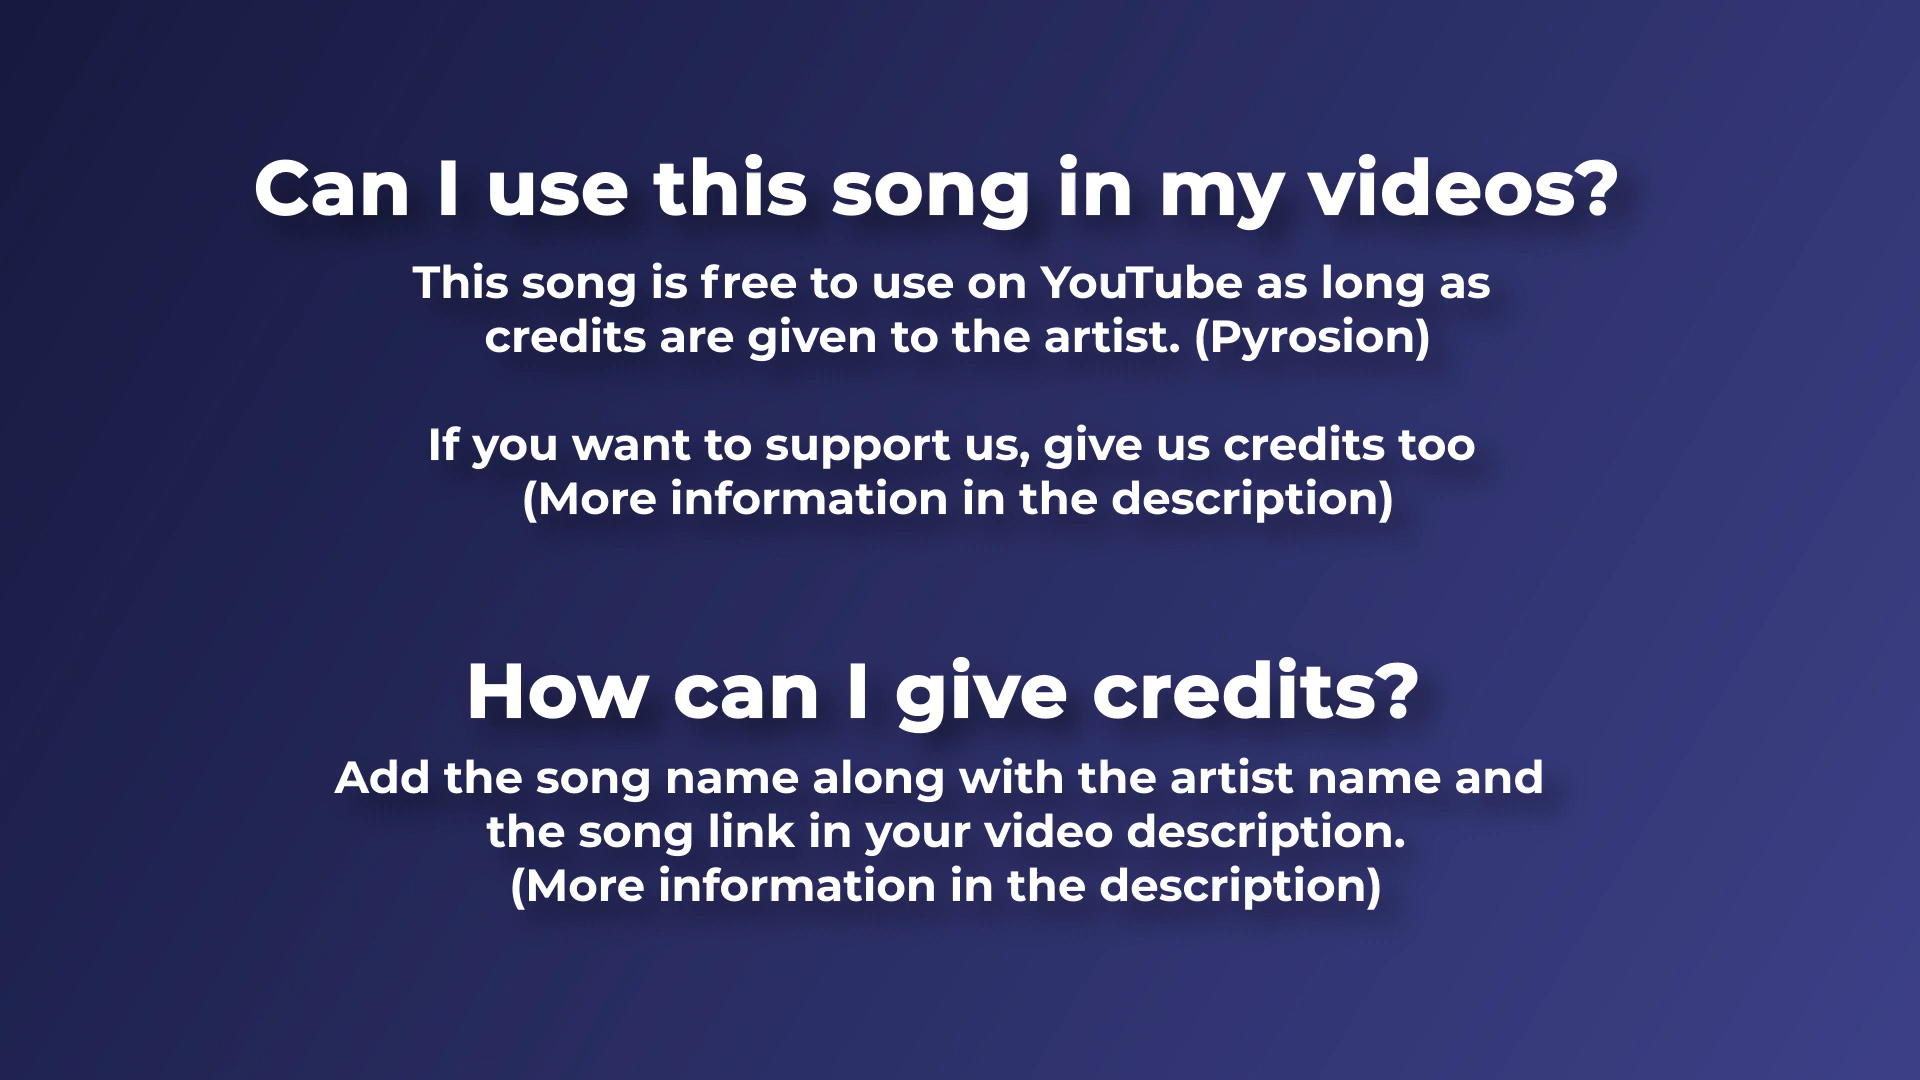 Can I use this song in my videos?
This song is free to use on YouTube as long as
credits are given to the artist. (Pyrosion)
If you want to support us, give us credits too
(More information in the description)
How can I give credits?
Add the song name along with the artist name and
the song link in your video description.
(More information in the description)